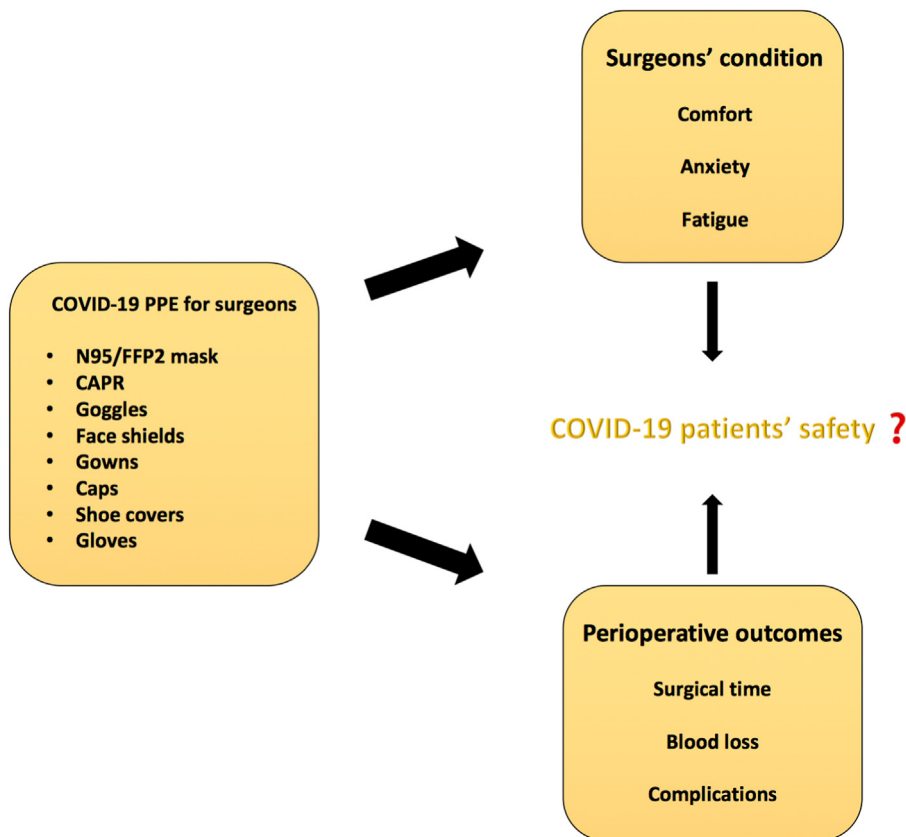 Surgeons’ condition
Comfort
Anxiety
Fatigue
COVID-19 PPE for surgeons
• N95/FFP2 mask
• CAPR
• Goggles
• Face shields
• Gowns
• Caps
• Shoe covers
• Gloves
COVID-19 patients’ safety ?
Perioperative outcomes
Surgical time
Blood loss
Complications